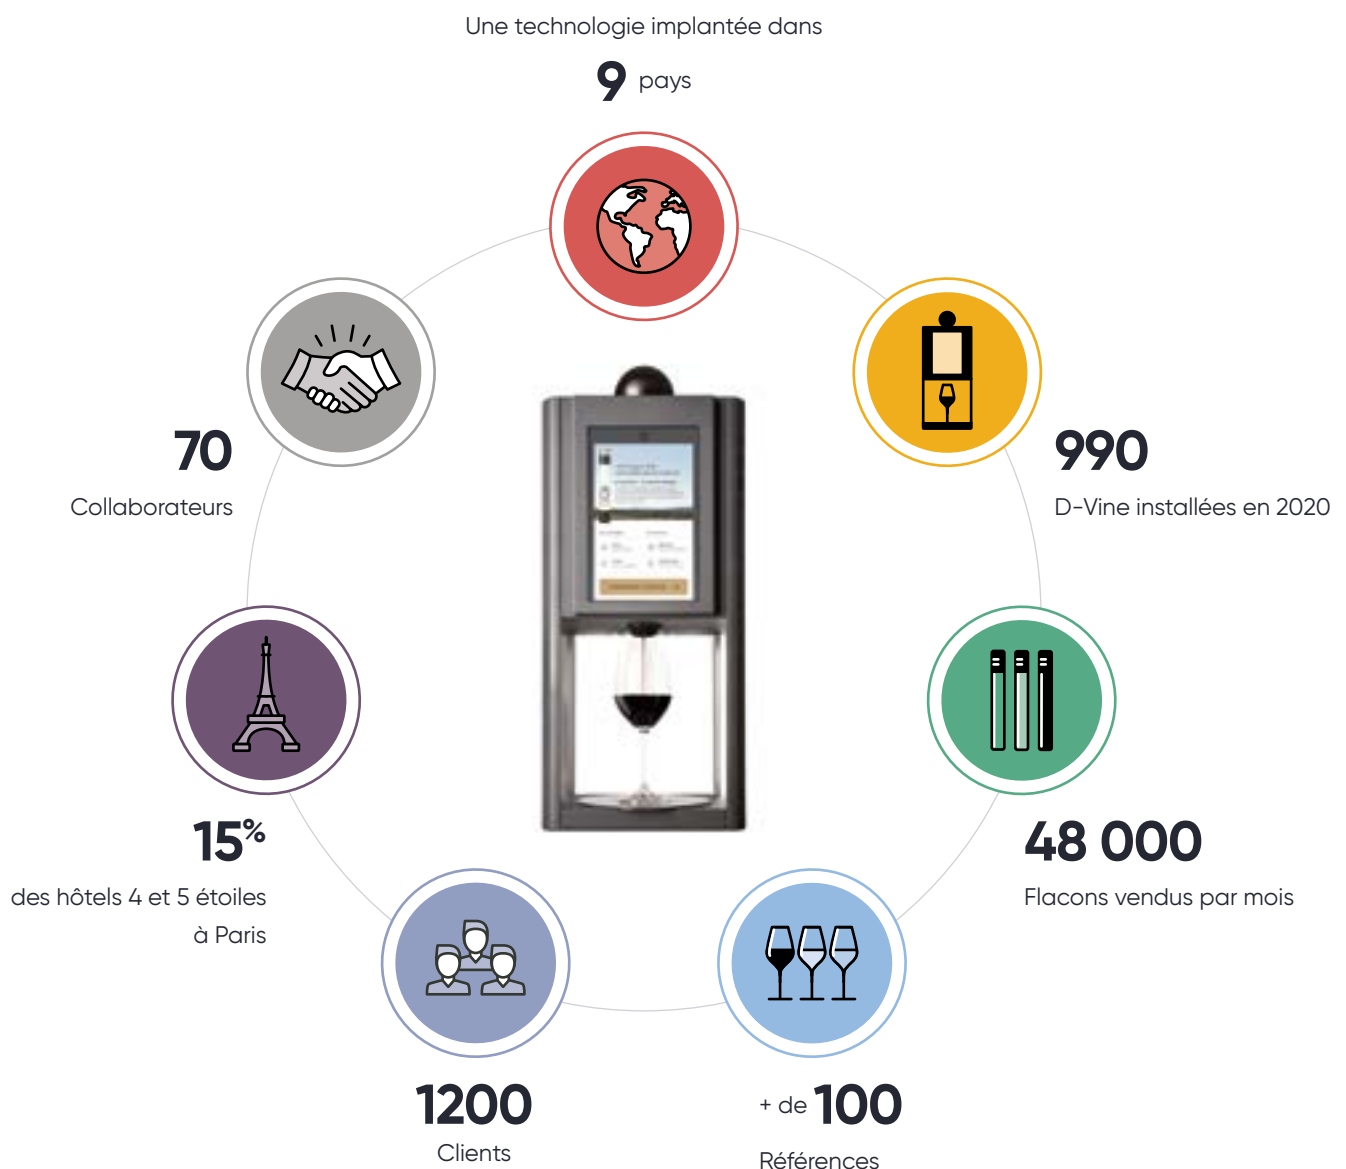 Une technologie implantée dans
9 pays
990
D-Vine installées en 2020
48 000
Flacons vendus par mois
+ de 100
Références
1200
Clients
15%
des hôtels 4 et 5 étoiles
à Paris
70
Collaborateurs